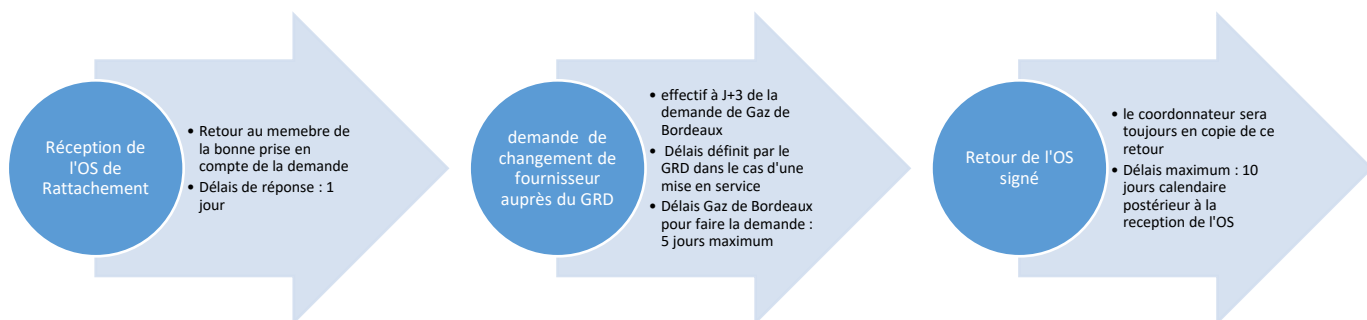 Réception de
l'OS de
Rattachement
• Retour au memebre de
la bonne prise en
compte de la demande
• Délais de réponse : 1
jour
demande de
changement de
fournisseur
auprès du GRD
• effectif à J+3 de la
demande de Gaz de
Bordeaux
• Délais définit par le
GRD dans le cas d'une
mise en service
• Délais Gaz de Bordeaux
pour faire la demande :
5 jours maximum
Retour de l'OS
signé
• le coordonnateur sera
toujours en copie de ce
retour
• Délais maximum : 10
jours calendaire
postérieur à la
reception de l'OS